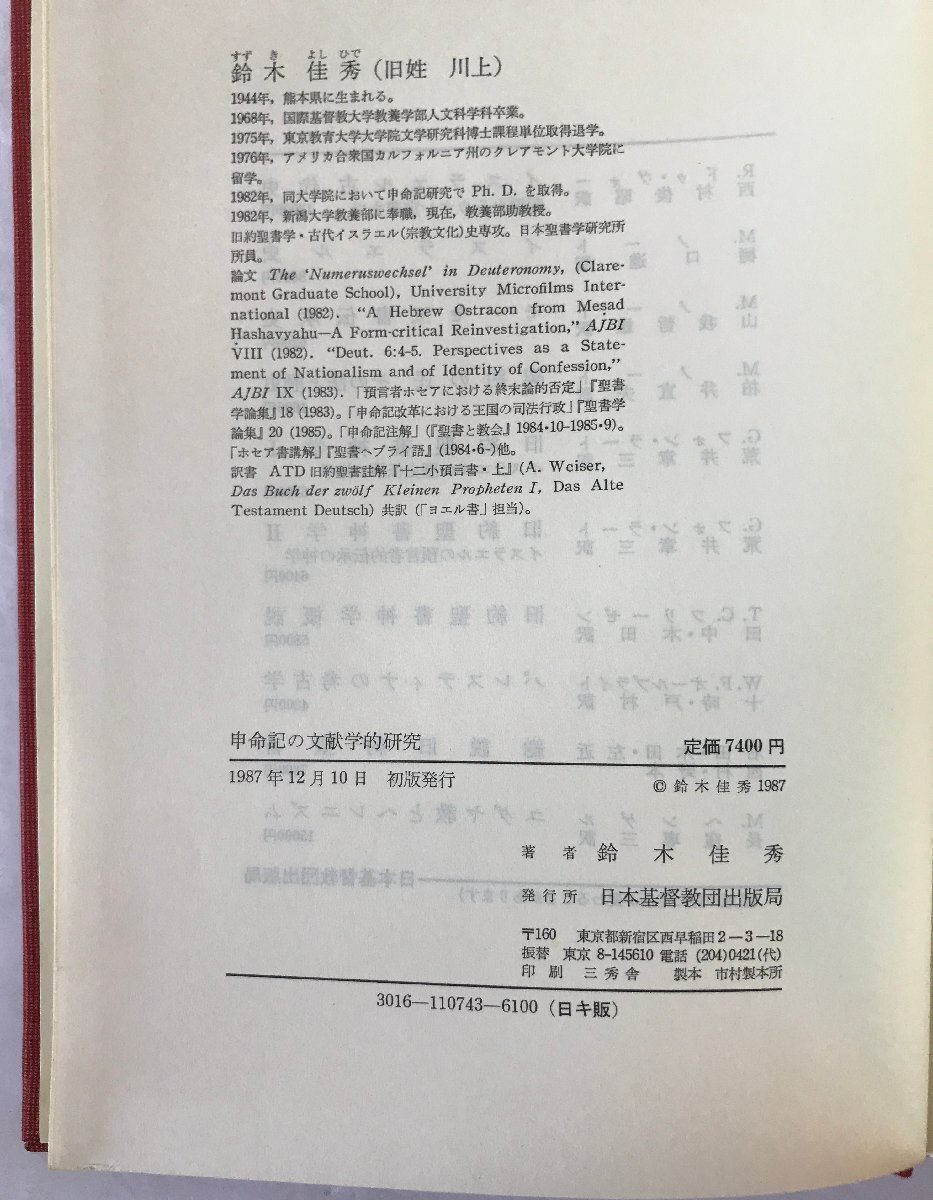 すず き よし ひで
鈴木 佳秀（旧姓 川上）
1944年，熊本県に生まれる。
1968年，国際基督教大学教養学部人文科学科卒業。
1975年，東京教育大学大学院文学研究科博士課程単位取得退学。
1976年，アメリカ合衆国カルフォルニア州のクレアモント大学院に
留学。
1982年，同大学院において申命記研究で Ph. D. を取得。
1982年，新潟大学教養部に奉職，現在，教養部助教授。
旧約聖書学・古代イスラエル（宗教文化）史専攻。日本聖書学研究所
所員。
論文 The ‘Numeruswechsel’ in Deuteronomy, (Clare-
mont Graduate School), University Microfilms Inter-
national (1982). “A Hebrew Ostracon from Meṣad
Hashavyahu—A Form-critical Reinvestigation,” AJBI
VIII (1982). “Deut. 6:4-5. Perspectives as a State-
ment of Nationalism and of Identity of Confession,”
AJBI IX (1983).「預言者ホセアにおける終末論的否定」『聖書
学論集』18 (1983)。「申命記改革における王国の司法行政」『聖書学
論集』20 (1985)。「申命記注解」（『聖書と教会』1984・10-1985・9)。
「ホセア書講解」『聖書ヘブライ語』(1984・6-)他。
訳書 ATD旧約聖書註解『十二小預言書・上』(A. Weiser,
Das Buch der zwölf Kleinen Propheten I, Das Alte
Testament Deutsch) 共訳（「ヨエル書」担当）。
申命記の文献学的研究 定価7400円
1987年12月10日 初版発行
© 鈴木佳秀 1987
著者 鈴木佳秀
発行所 日本基督教団出版局
〒160 東京都新宿区西早稲田2－3－18
振替 東京 8-145610 電話 (204)0421(代)
印刷 三秀舎 製本 市村製本所
3016—110743—6100（日キ販）